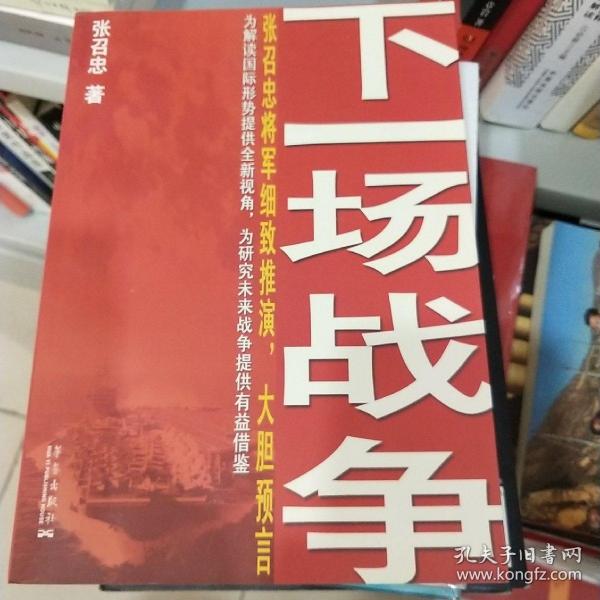 下一场战争
张召忠将军细致推演，大胆预言
为解读国际形势提供全新视角，为研究未来战争提供有益借鉴
张召忠 著
孔夫子旧书网
www.kongfz.com